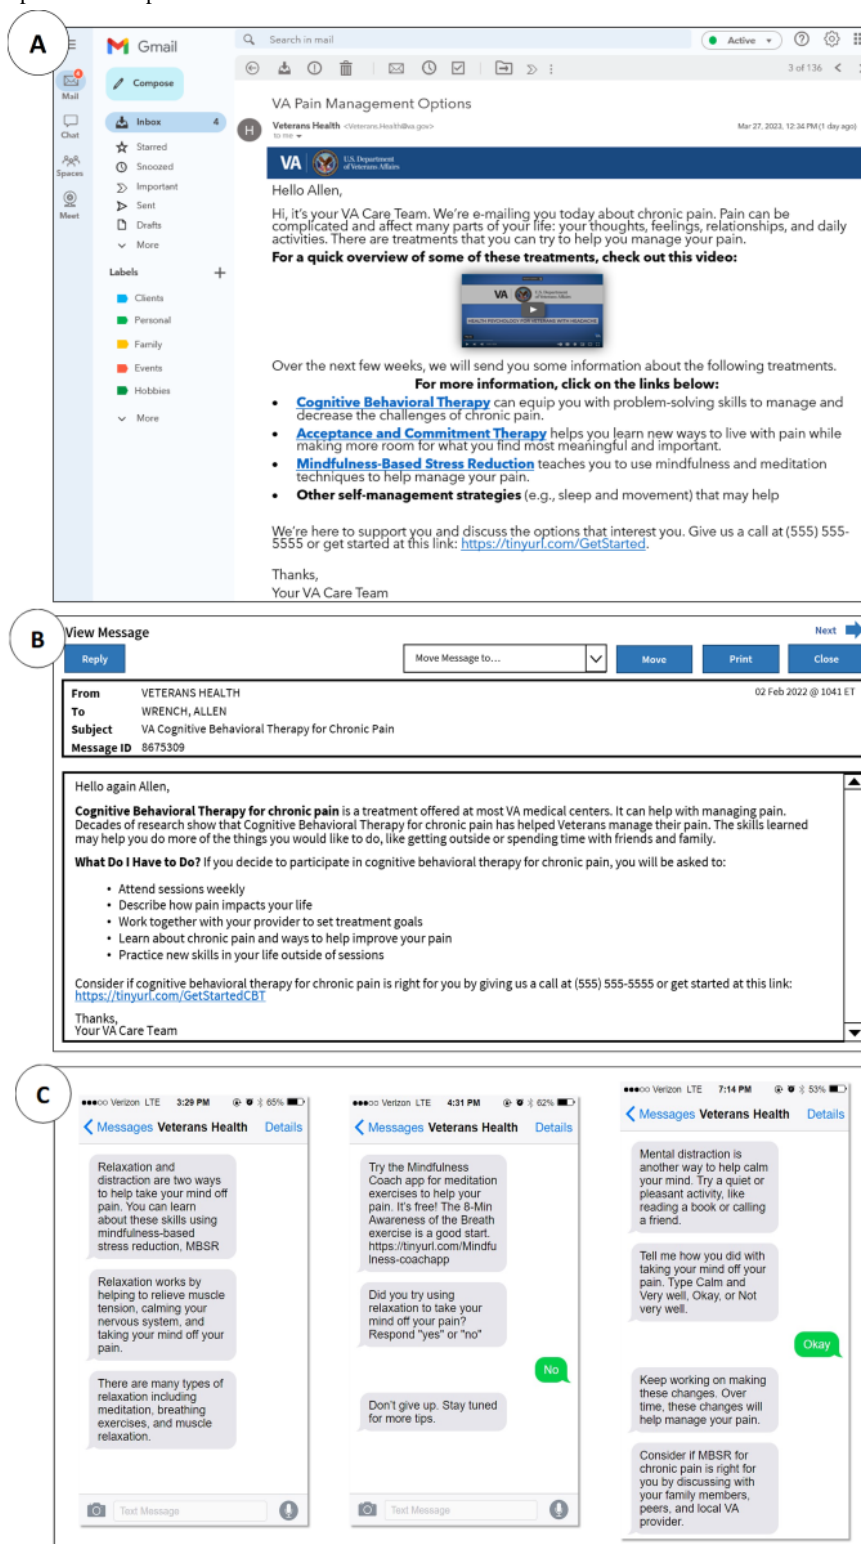 A
Gmail
Search in mail
Active
Compose
3 of 136
4
Mail
Chat
Spaces
Meet
Inbox 4
Starred
Snoozed
Important
Sent
Drafts
More
Labels
Clients
Personal
Family
Events
Hobbies
More
VA Pain Management Options
H
Veterans Health <Veterans.Health@va.gov>
to me
Mar 27, 2023, 12:34 PM (1 day ago)
VA
U.S. Department
of Veterans Affairs
Hello Allen,
Hi, it's your VA Care Team. We're e-mailing you today about chronic pain. Pain can be
complicated and affect many parts of your life: your thoughts, feelings, relationships, and daily
activities. There are treatments that you can try to help you manage your pain.
For a quick overview of some of these treatments, check out this video:
VA
U.S. Department
of Veterans Affairs
HEALTH PSYCHOLOGY FOR VETERANS WITH HEADACHE
Over the next few weeks, we will send you some information about the following treatments.
For more information, click on the links below:
• Cognitive Behavioral Therapy can equip you with problem-solving skills to manage and
decrease the challenges of chronic pain.
• Acceptance and Commitment Therapy helps you learn new ways to live with pain while
making more room for what you find most meaningful and important.
• Mindfulness-Based Stress Reduction teaches you to use mindfulness and meditation
techniques to help manage your pain.
• Other self-management strategies (e.g., sleep and movement) that may help
We're here to support you and discuss the options that interest you. Give us a call at (555) 555-
5555 or get started at this link: https://tinyurl.com/GetStarted.
Thanks,
Your VA Care Team
B
View Message
Next
Reply
Move Message to...
Move
Print
Close
From VETERANS HEALTH
02 Feb 2022 @ 1041 ET
To WRENCH, ALLEN
Subject VA Cognitive Behavioral Therapy for Chronic Pain
Message ID 8675309
Hello again Allen,
Cognitive Behavioral Therapy for chronic pain is a treatment offered at most VA medical centers. It can help with managing pain.
Decades of research show that Cognitive Behavioral Therapy for chronic pain has helped Veterans manage their pain. The skills learned
may help you do more of the things you would like to do, like getting outside or spending time with friends and family.
What Do I Have to Do? If you decide to participate in cognitive behavioral therapy for chronic pain, you will be asked to:
• Attend sessions weekly
• Describe how pain impacts your life
• Work together with your provider to set treatment goals
• Learn about chronic pain and ways to help improve your pain
• Practice new skills in your life outside of sessions
Consider if cognitive behavioral therapy for chronic pain is right for you by giving us a call at (555) 555-5555 or get started at this link:
https://tinyurl.com/GetStartedCBT
Thanks,
Your VA Care Team
C
Verizon LTE 3:29 PM 65%
Messages Veterans Health Details
Relaxation and
distraction are two ways
to help take your mind off
pain. You can learn
about these skills using
mindfulness-based
stress reduction, MBSR
Relaxation works by
helping to relieve muscle
tension, calming your
nervous system, and
taking your mind off your
pain.
There are many types of
relaxation including
meditation, breathing
exercises, and muscle
relaxation.
Text Message
Verizon LTE 4:31 PM 62%
Messages Veterans Health Details
Try the Mindfulness
Coach app for meditation
exercises to help your
pain. It's free! The 8-Min
Awareness of the Breath
exercise is a good start.
https://tinyurl.com/Mindfu
lness-coachapp
Did you try using
relaxation to take your
mind off your pain?
Respond "yes" or "no"
No
Don't give up. Stay tuned
for more tips.
Text Message
Verizon LTE 7:14 PM 53%
Messages Veterans Health Details
Mental distraction is
another way to help calm
your mind. Try a quiet or
pleasant activity, like
reading a book or calling
a friend.
Tell me how you did with
taking your mind off your
pain. Type Calm and
Very well, Okay, or Not
very well.
Okay
Keep working on making
these changes. Over
time, these changes will
help manage your pain.
Consider if MBSR for
chronic pain is right for
you by discussing with
your family members,
peers, and local VA
provider.